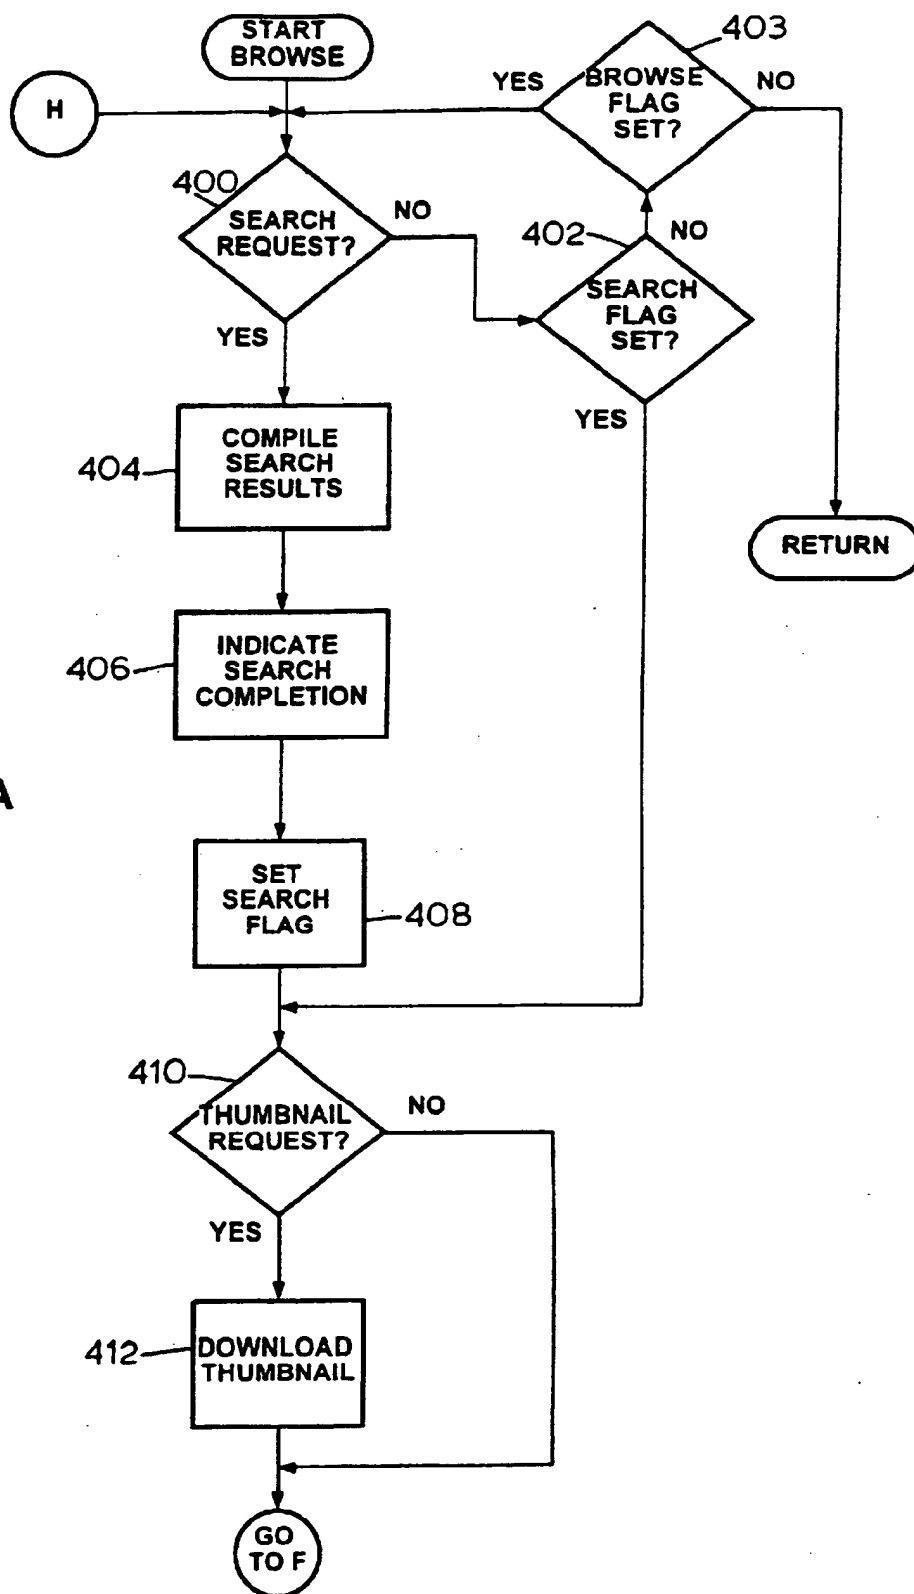 START
BROWSE
403
YES
BROWSE
FLAG
SET?
NO
H
400
SEARCH
REQUEST?
NO
402
NO
SEARCH
FLAG
SET?
YES
YES
404
COMPILE
SEARCH
RESULTS
RETURN
406
INDICATE
SEARCH
COMPLETION
A
SET
SEARCH
FLAG
408
410
THUMBNAIL
REQUEST?
NO
YES
412
DOWNLOAD
THUMBNAIL
GO
TO F